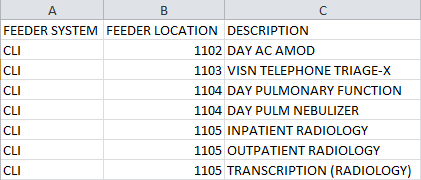 A B C
FEEDER SYSTEM FEEDER LOCATION DESCRIPTION
CLI 1102 DAY AC AMOD
CLI 1103 VISN TELEPHONE TRIAGE-X
CLI 1104 DAY PULMONARY FUNCTION
CLI 1104 DAY PULM NEBULIZER
CLI 1105 INPATIENT RADIOLOGY
CLI 1105 OUTPATIENT RADIOLOGY
CLI 1105 TRANSCRIPTION (RADIOLOGY)